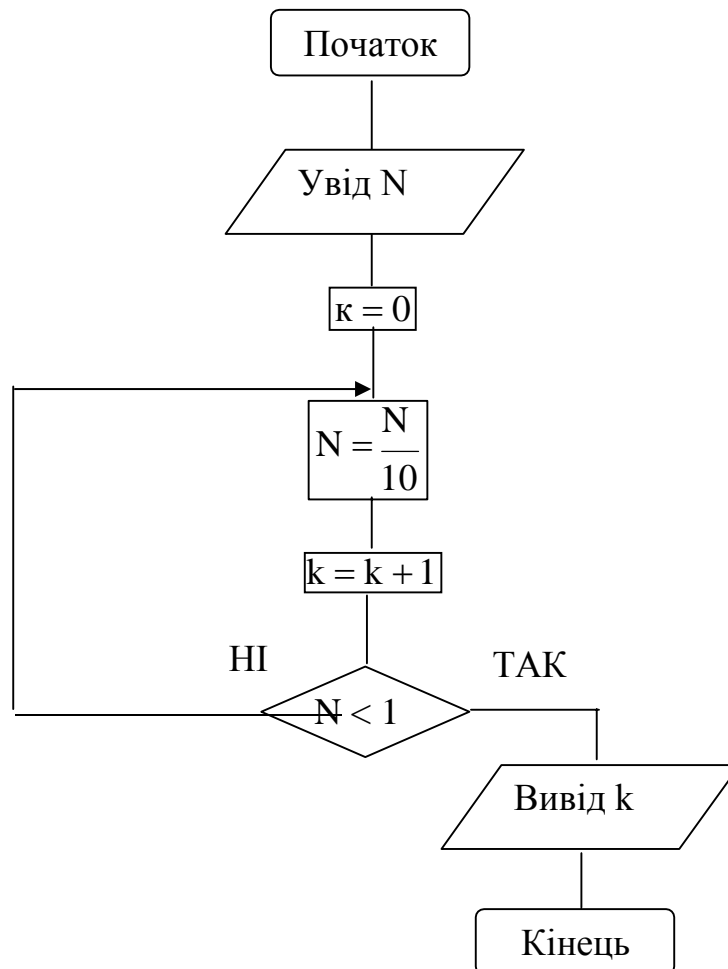 Початок
Увід N
к = 0
N = N/10
k = k + 1
НІ
ТАК
N < 1
Вивід k
Кінець